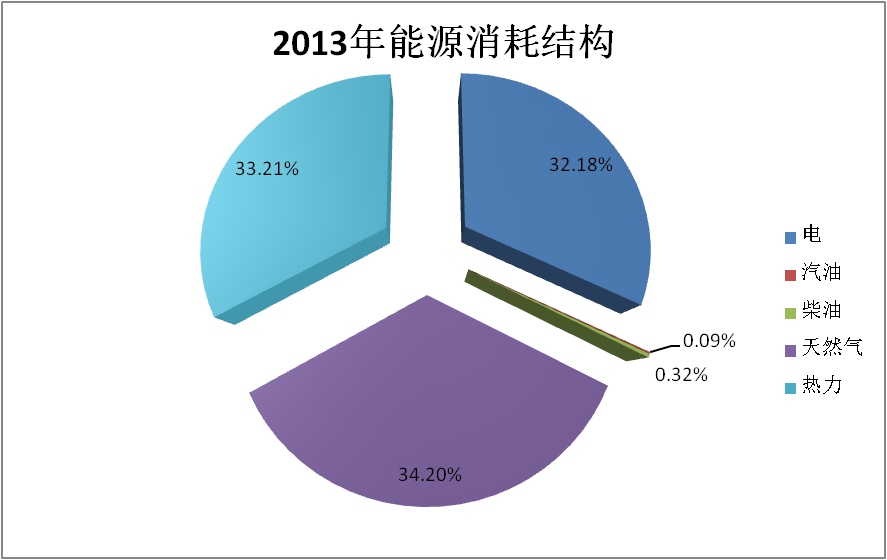 2013年能源消耗结构
33.21%
32.18%
0.09%
0.32%
34.20%
电
汽油
柴油
天然气
热力